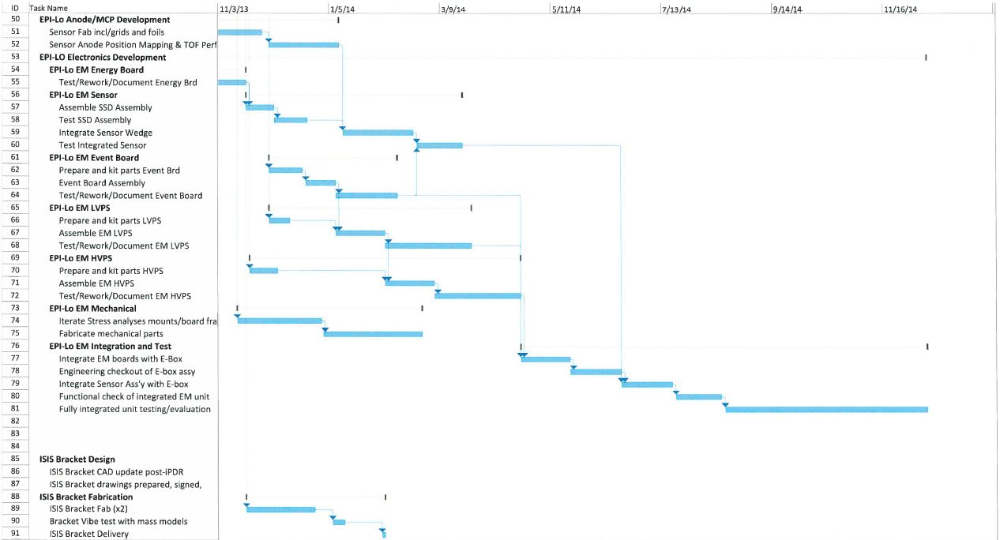 ID Task Name 11/3/13 1/5/14 3/9/14 5/11/14 7/13/14 9/14/14 11/16/14
50 EPI-Lo Anode/MCP Development
51 Sensor Fab incl/grids and foils
52 Sensor Anode Position Mapping & TOF Perf
53 EPI-LO Electronics Development
54 EPI-Lo EM Energy Board
55 Test/Rework/Document Energy Brd
56 EPI-Lo EM Sensor
57 Assemble SSD Assembly
58 Test SSD Assembly
59 Integrate Sensor Wedge
60 Test Integrated Sensor
61 EPI-Lo EM Event Board
62 Prepare and kit parts Event Brd
63 Event Board Assembly
64 Test/Rework/Document Event Board
65 EPI-Lo EM LVPS
66 Prepare and kit parts LVPS
67 Assemble EM LVPS
68 Test/Rework/Document EM LVPS
69 EPI-Lo EM HVPS
70 Prepare and kit parts HVPS
71 Assemble EM HVPS
72 Test/Rework/Document EM HVPS
73 EPI-Lo EM Mechanical
74 Iterate Stress analyses mounts/board fra
75 Fabricate mechanical parts
76 EPI-Lo EM Integration and Test
77 Integrate EM boards with E-Box
78 Engineering checkout of E-box assy
79 Integrate Sensor Ass'y with E-box
80 Functional check of integrated EM unit
81 Fully integrated unit testing/evaluation
82
83
84
85 ISIS Bracket Design
86 ISIS Bracket CAD update post-iPDR
87 ISIS Bracket drawings prepared, signed,
88 ISIS Bracket Fabrication
89 ISIS Bracket Fab (x2)
90 Bracket Vibe test with mass models
91 ISIS Bracket Delivery